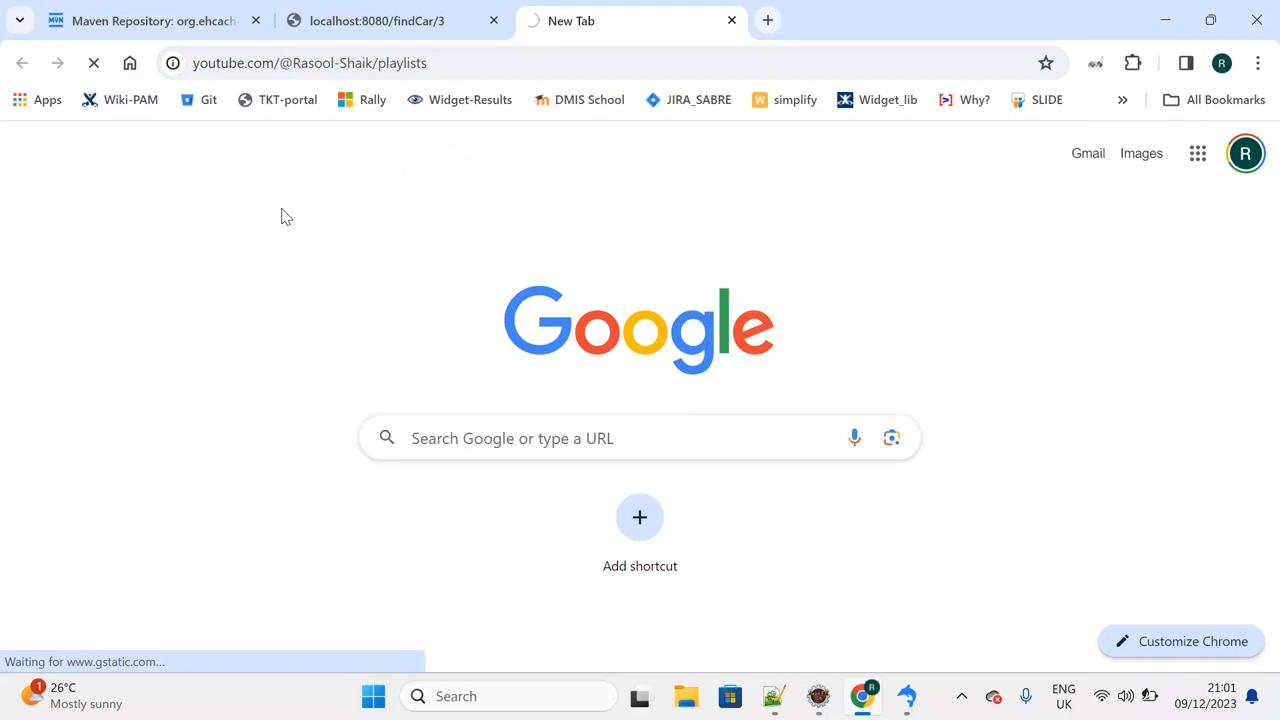 Maven Repository: org.ehcach
localhost:8080/findCar/3
New Tab
youtube.com/@Rasool-Shaik/playlists
R
Apps
Wiki-PAM
Git
TKT-portal
Rally
Widget-Results
DMIS School
JIRA_SABRE
W simplify
Widget_lib
Why?
SLIDE
»
All Bookmarks
Gmail
Images
R
Google
Search Google or type a URL
Add shortcut
Customize Chrome
Waiting for www.gstatic.com...
1
26°C
Mostly sunny
Search
R
ENG
UK
21:01
09/12/2023